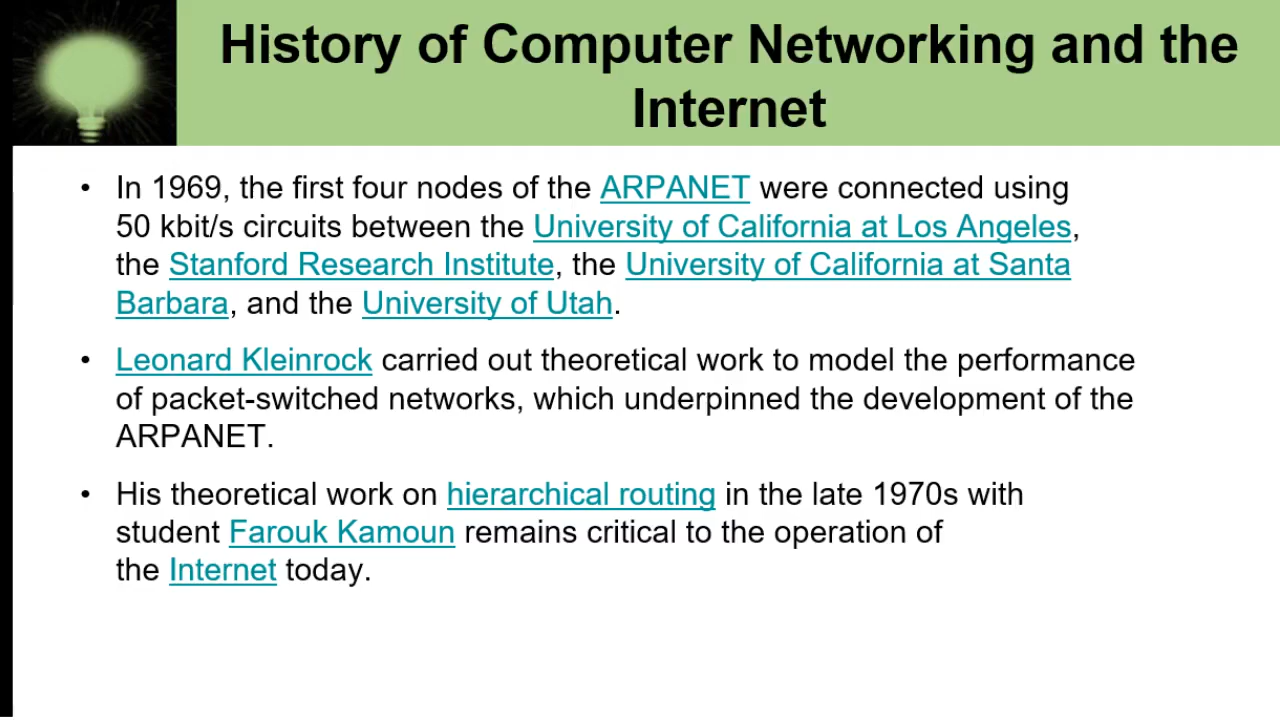 History of Computer Networking and the
Internet
• In 1969, the first four nodes of the ARPANET were connected using
50 kbit/s circuits between the University of California at Los Angeles,
the Stanford Research Institute, the University of California at Santa
Barbara, and the University of Utah.
• Leonard Kleinrock carried out theoretical work to model the performance
of packet-switched networks, which underpinned the development of the
ARPANET.
• His theoretical work on hierarchical routing in the late 1970s with
student Farouk Kamoun remains critical to the operation of
the Internet today.